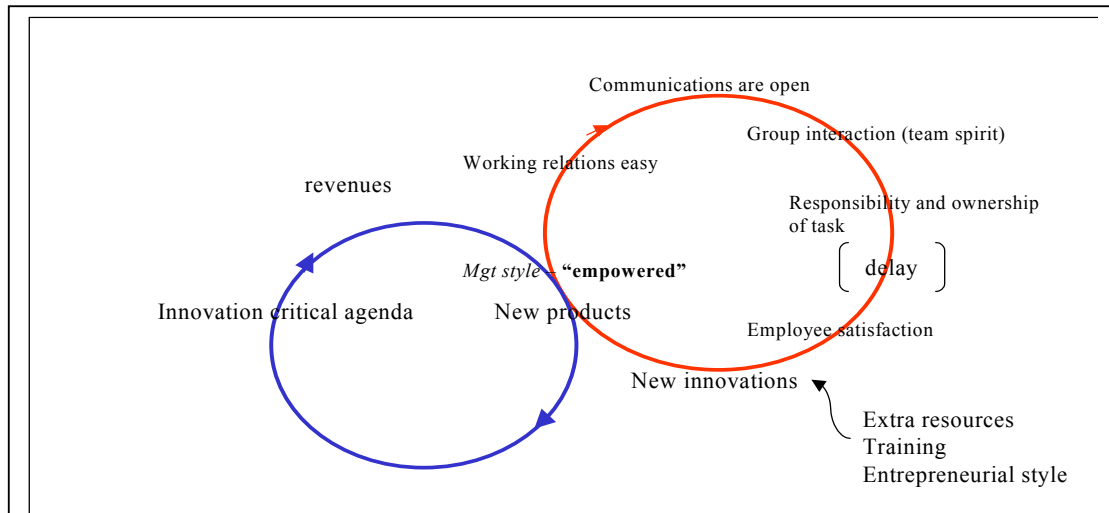 Communications are open
Group interaction (team spirit)
Working relations easy
revenues
Responsibility and ownership
of task
delay
Mgt style – “empowered”
Innovation critical agenda
New products
Employee satisfaction
New innovations
Extra resources
Training
Entrepreneurial style